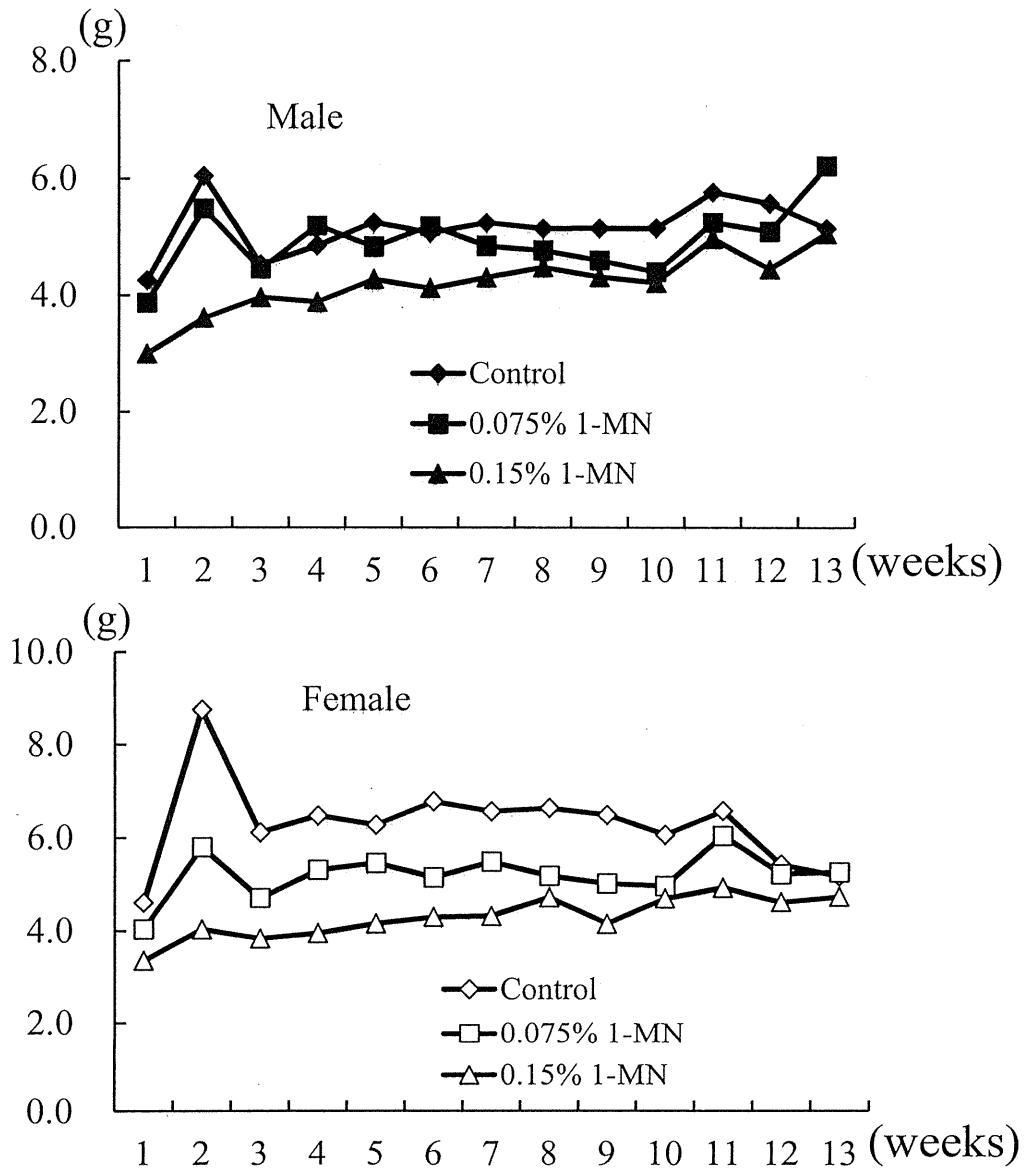 (g)
8.0
Male
6.0
4.0
Control
0.075% 1-MN
2.0
0.15% 1-MN
0.0
1 2 3 4 5 6 7 8 9 10 11 12 13 (weeks)
(g)
10.0
Female
8.0
6.0
4.0
Control
0.075% 1-MN
2.0
0.15% 1-MN
0.0
1 2 3 4 5 6 7 8 9 10 11 12 13 (weeks)